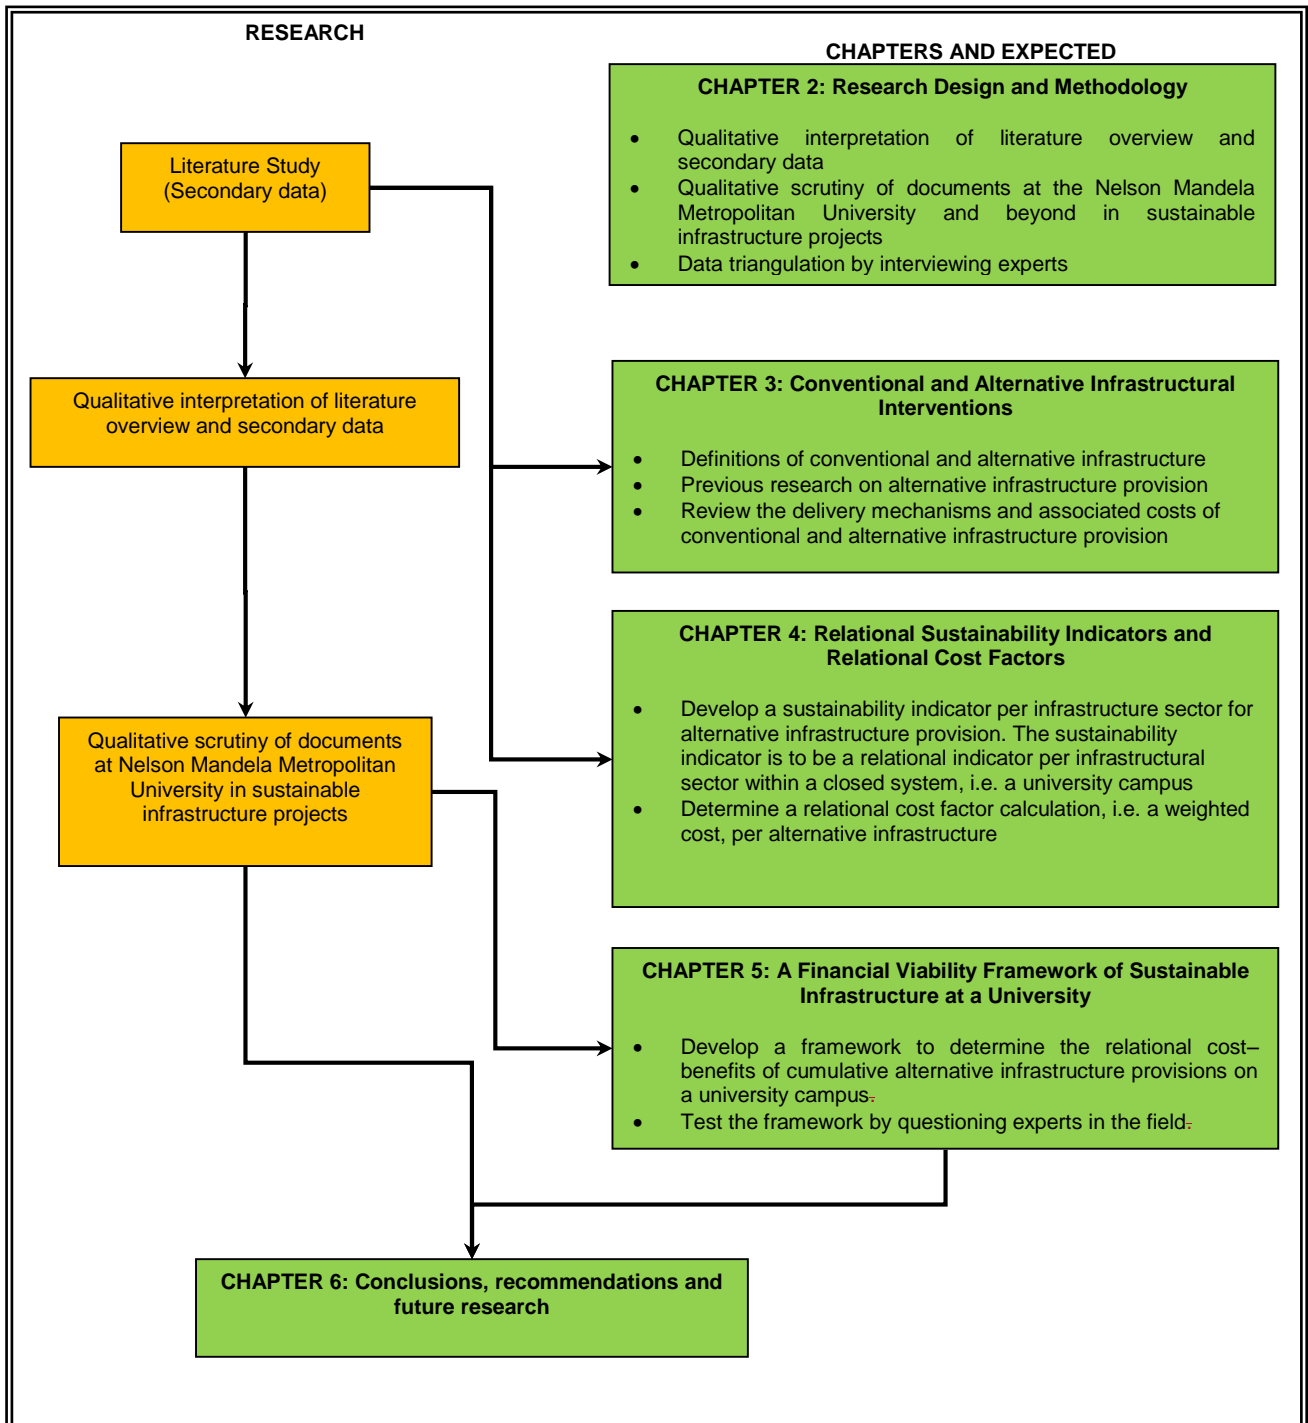 RESEARCH
CHAPTERS AND EXPECTED
CHAPTER 2: Research Design and Methodology
• Qualitative interpretation of literature overview and
secondary data
• Qualitative scrutiny of documents at the Nelson Mandela
Metropolitan University and beyond in sustainable
infrastructure projects
• Data triangulation by interviewing experts
Literature Study
(Secondary data)
Qualitative interpretation of literature
overview and secondary data
CHAPTER 3: Conventional and Alternative Infrastructural
Interventions
• Definitions of conventional and alternative infrastructure
• Previous research on alternative infrastructure provision
• Review the delivery mechanisms and associated costs of
conventional and alternative infrastructure provision
CHAPTER 4: Relational Sustainability Indicators and
Relational Cost Factors
• Develop a sustainability indicator per infrastructure sector for
alternative infrastructure provision. The sustainability
indicator is to be a relational indicator per infrastructural
sector within a closed system, i.e. a university campus
• Determine a relational cost factor calculation, i.e. a weighted
cost, per alternative infrastructure
Qualitative scrutiny of documents
at Nelson Mandela Metropolitan
University in sustainable
infrastructure projects
CHAPTER 5: A Financial Viability Framework of Sustainable
Infrastructure at a University
• Develop a framework to determine the relational cost–
benefits of cumulative alternative infrastructure provisions on
a university campus.
• Test the framework by questioning experts in the field.
CHAPTER 6: Conclusions, recommendations and
future research